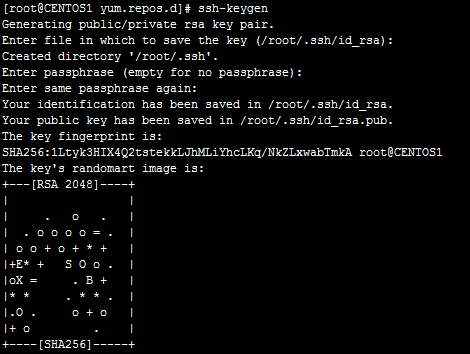 [root@CENTOS1 yum.repos.d]# ssh-keygen
Generating public/private rsa key pair.
Enter file in which to save the key (/root/.ssh/id_rsa):
Created directory '/root/.ssh'.
Enter passphrase (empty for no passphrase):
Enter same passphrase again:
Your identification has been saved in /root/.ssh/id_rsa.
Your public key has been saved in /root/.ssh/id_rsa.pub.
The key fingerprint is:
SHA256:1Ltyk3HIX4Q2tstekkLJhMLiYhcLKq/NkZLxwabTmkA root@CENTOS1
The key's randomart image is:
+---[RSA 2048]----+
|                 |
|     .   o   .   |
|  . o o o o = .  |
| o o + o + * +   |
|+E* +   S O o .  |
|oX =     . B +   |
|* *     . * * .  |
|.O .     o + o   |
|+ o         .    |
+----[SHA256]-----+